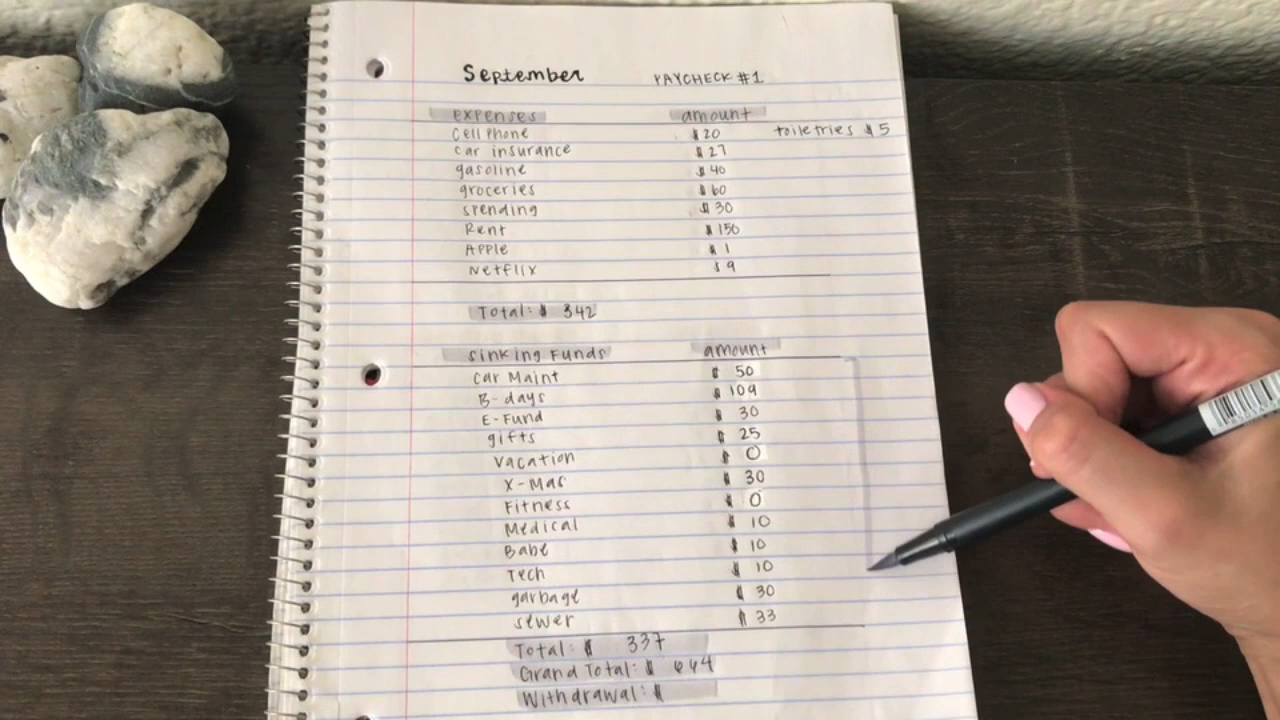 September PAYCHECK #1
Expenses amount
Cell Phone $20 toiletries $5
car insurance $27
gasoline $40
groceries $60
spending $30
Rent $150
Apple $1
Netflix $9
Total: $ 342
Sinking Funds amount
Car Maint $ 50
B-days $ 109
E-Fund $ 30
gifts $ 25
Vacation $ 0
X-Mas $ 30
Fitness $ 0
Medical $ 10
Babe $ 10
Tech $ 10
garbage $ 30
sewer $ 33
Total: $ 337
Grand Total: $ 664
Withdrawal: $